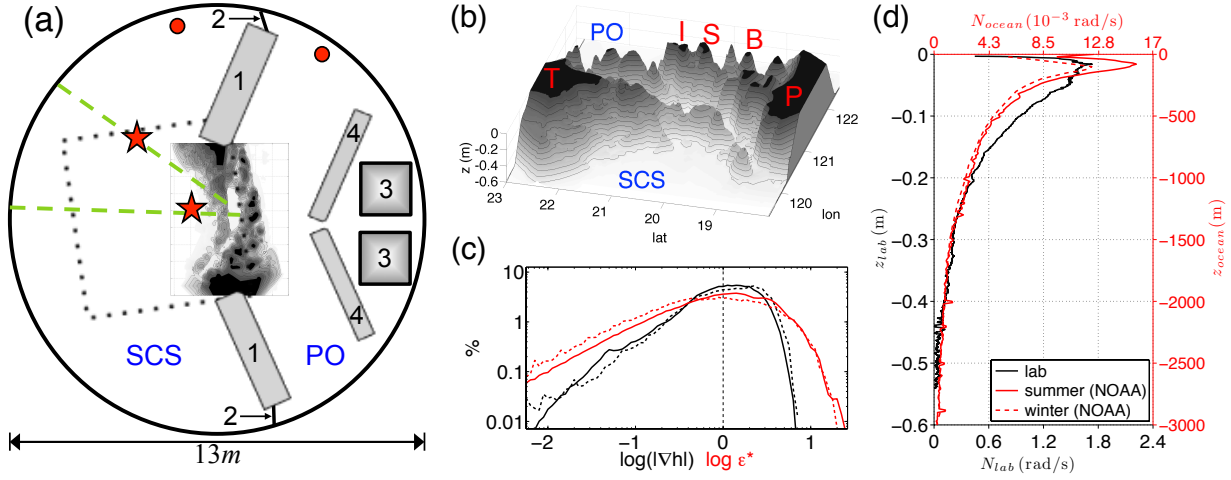 (a)
2
1
4
3
3
4
1
2
SCS
PO
13m
(b)
PO
I
S
B
T
P
SCS
z (m)
0
-0.2
-0.4
-0.6
23
22
21
20
19
lat
120
121
122
lon
(c)
%
10
1.0
0.1
0.01
-2
-1
0
1
log(|∇h|) log ε*
(d)
N_ocean (10⁻³ rad/s)
0 4.3 8.5 12.8 17
z_lab (m)
0
−0.1
−0.2
−0.3
−0.4
−0.5
−0.6
0
−500
−1000
−1500
−2000
−2500
−3000
z_ocean (m)
lab
summer (NOAA)
winter (NOAA)
0 0.6 1.2 1.8 2.4
N_lab (rad/s)